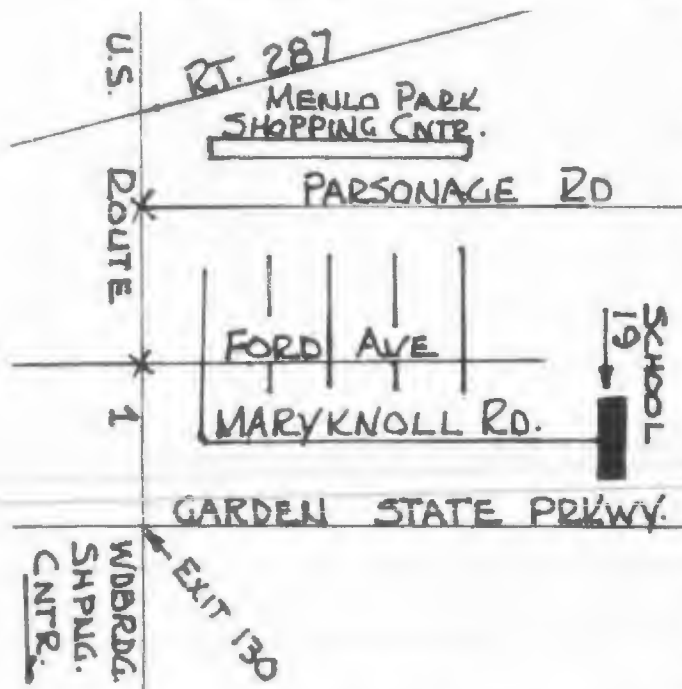 U.S. ROUTE 1
RT. 287
MENLO PARK
SHOPPING CNTR.
PARSONAGE RD
SCHOOL
19
FORD AVE
MARYKNOLL RD.
GARDEN STATE PRKWY.
EXIT 130
WDBRDG.
SHPNG.
CNTR.